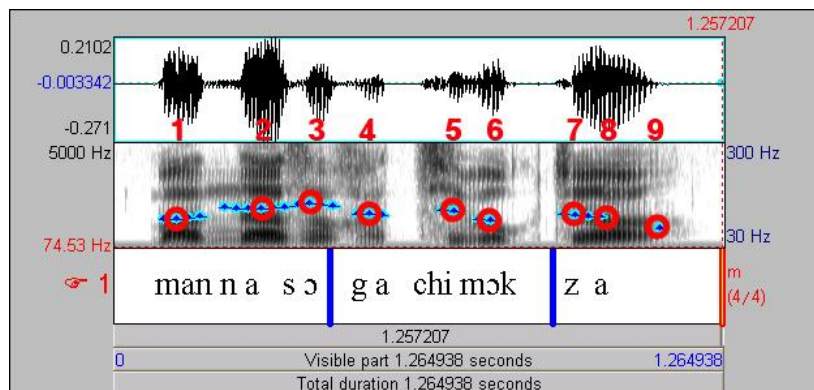 1.257207
0.2102
-0.003342
-0.271
1 2 3 4 5 6 7 8 9
5000 Hz 300 Hz
74.53 Hz 30 Hz
☞ 1 man n a s ɔ g a chi mɔk z a m
(4/4)
1.257207
0 Visible part 1.264938 seconds 1.264938
Total duration 1.264938 seconds